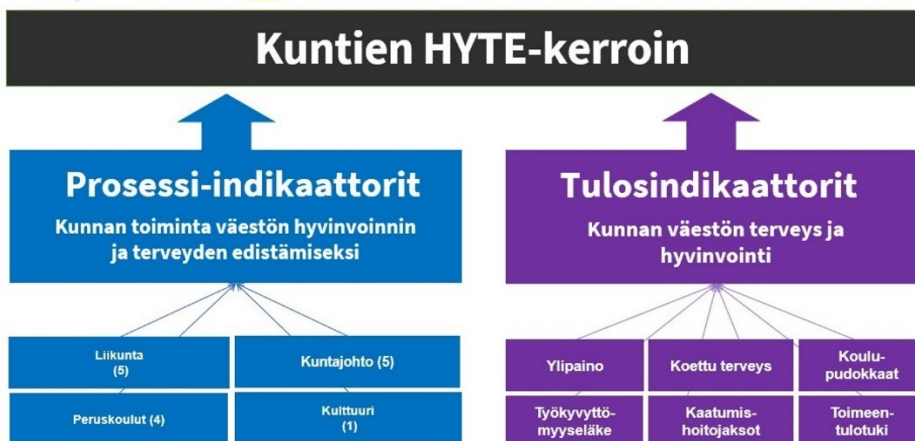 Kuntien HYTE-kerroin
Prosessi-indikaattorit
Kunnan toiminta väestön hyvinvoinnin
ja terveyden edistämiseksi
Tulosindikaattorit
Kunnan väestön terveys ja
hyvinvointi
Liikunta
(5)
Kuntajohto (5)
Peruskoulut (4)
Kulttuuri
(1)
Ylipaino
Koettu terveys
Koulu-
pudokkaat
Työkyvyttö-
myyseläke
Kaatumis-
hoitojaksot
Toimeen-
tulotuki